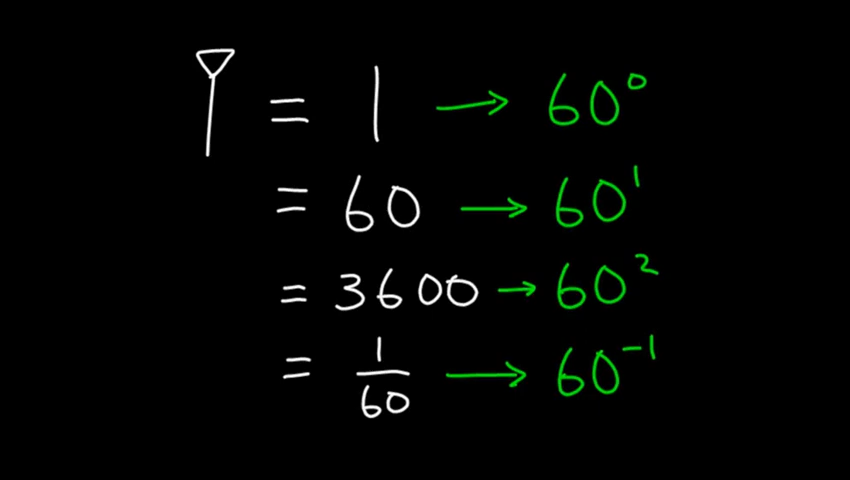 𒁹 = 1 → 60⁰
= 60 → 60¹
= 3600 → 60²
= 1/60 → 60⁻¹